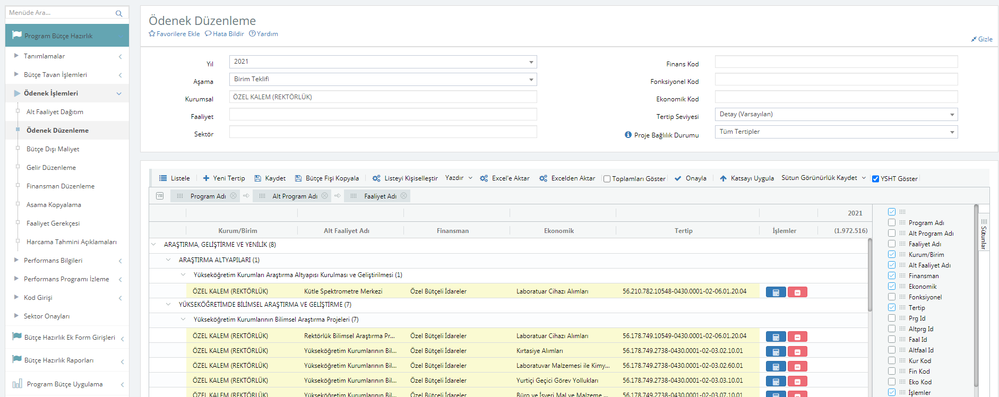 Menüde Ara...
Program Bütçe Hazırlık
Tanımlamalar
Bütçe Tavan İşlemleri
Ödenek İşlemleri
Alt Faaliyet Dağıtım
Ödenek Düzenleme
Bütçe Dışı Maliyet
Gelir Düzenleme
Finansman Düzenleme
Asama Kopyalama
Faaliyet Gerekçesi
Harcama Tahmini Açıklamaları
Performans Bilgileri
Performans Programı İzleme
Kod Girişi
Sektor Onayları
Bütçe Hazırlık Ek Form Girişleri
Bütçe Hazırlık Raporları
Program Bütçe Uygulama
Ödenek Düzenleme
Favorilere Ekle Hata Bildir Yardım
Gizle
Yıl 2021
Aşama Birim Teklifi
Kurumsal ÖZEL KALEM (REKTÖRLÜK)
Faaliyet
Sektör
Finans Kod
Fonksiyonel Kod
Ekonomik Kod
Tertip Seviyesi Detay (Varsayılan)
Proje Bağlılık Durumu Tüm Tertipler
Listele Yeni Tertip Kaydet Bütçe Fişi Kopyala Listeyi Kişiselleştir Yazdır Excel'e Aktar Excelden Aktar Toplamları Göster Onayla Katsayı Uygula Sütun Görünürlük Kaydet YSHT Göster
Program Adı Alt Program Adı Faaliyet Adı
2021
Kurum/Birim Alt Faaliyet Adı Finansman Ekonomik Tertip İşlemler (1.972.516)
ARAŞTIRMA, GELİŞTİRME VE YENİLİK (8)
ARAŞTIRMA ALTYAPILARI (1)
Yükseköğretim Kurumları Araştırma Altyapısı Kurulması ve Geliştirilmesi (1)
ÖZEL KALEM (REKTÖRLÜK) Kütle Spektrometre Merkezi Özel Bütçeli İdareler Laboratuar Cihazı Alımları 56.210.782.10548-0430.0001-02-06.01.20.04
YÜKSEKÖĞRETİMDE BİLİMSEL ARAŞTIRMA VE GELİŞTİRME (7)
Yükseköğretim Kurumlarının Bilimsel Araştırma Projeleri (7)
ÖZEL KALEM (REKTÖRLÜK) Rektörlük Bilimsel Araştırma Pr... Özel Bütçeli İdareler Laboratuar Cihazı Alımları 56.178.749.10549-0430.0001-02-06.01.20.04
ÖZEL KALEM (REKTÖRLÜK) Yükseköğretim Kurumlarının Bil... Özel Bütçeli İdareler Kırtasiye Alımları 56.178.749.2738-0430.0001-02-03.02.10.01
ÖZEL KALEM (REKTÖRLÜK) Yükseköğretim Kurumlarının Bil... Özel Bütçeli İdareler Laboratuvar Malzemesi ile Kimy... 56.178.749.2738-0430.0001-02-03.02.60.01
ÖZEL KALEM (REKTÖRLÜK) Yükseköğretim Kurumlarının Bil... Özel Bütçeli İdareler Yurtiçi Geçici Görev Yollukları 56.178.749.2738-0430.0001-02-03.03.10.01
ÖZEL KALEM (REKTÖRLÜK) Yükseköğretim Kurumlarının Bil... Özel Bütçeli İdareler Büro ve İşyeri Mal ve Malzeme ... 56.178.749.2738-0430.0001-02-03.07.10.01
Program Adı
Alt Program Adı
Faaliyet Adı
Kurum/Birim
Alt Faaliyet Adı
Finansman
Ekonomik
Fonksiyonel
Tertip
Prg Id
Altprg Id
Faal Id
Altfaal Id
Kur Kod
Fin Kod
Eko Kod
İşlemler
Sütunlar